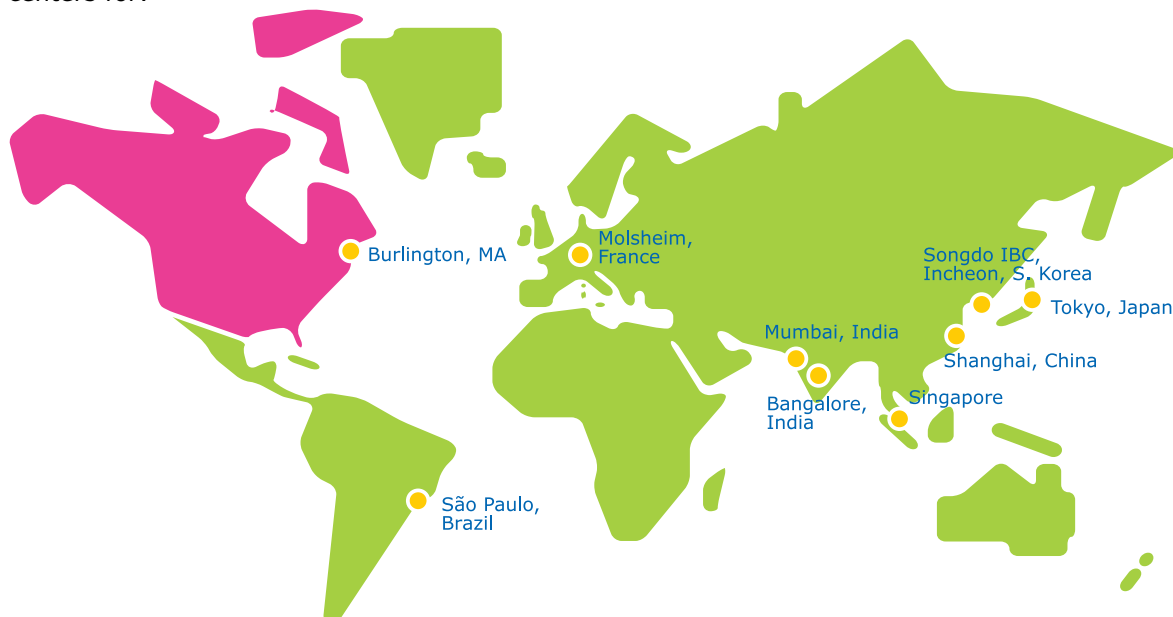 Burlington, MA
Molsheim,
France
Songdo IBC,
Incheon, S. Korea
Tokyo, Japan
Mumbai, India
Shanghai, China
Bangalore,
India
Singapore
São Paulo,
Brazil